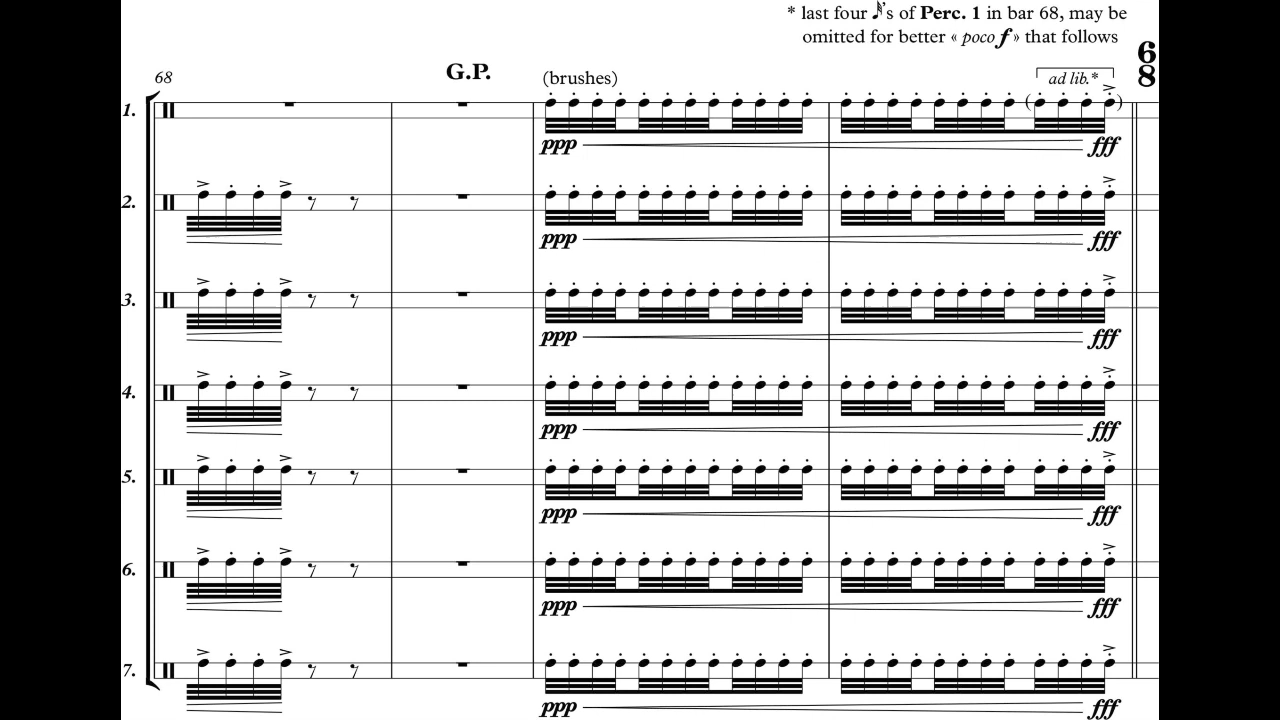 * last four 𝅘𝅥𝅰's of Perc. 1 in bar 68, may be
omitted for better « poco f » that follows
6
8
68
G.P.
(brushes)
ad lib.*
1.
( )
ppp fff
2.
ppp fff
3.
ppp fff
4.
ppp fff
5.
ppp fff
6.
ppp fff
7.
ppp fff